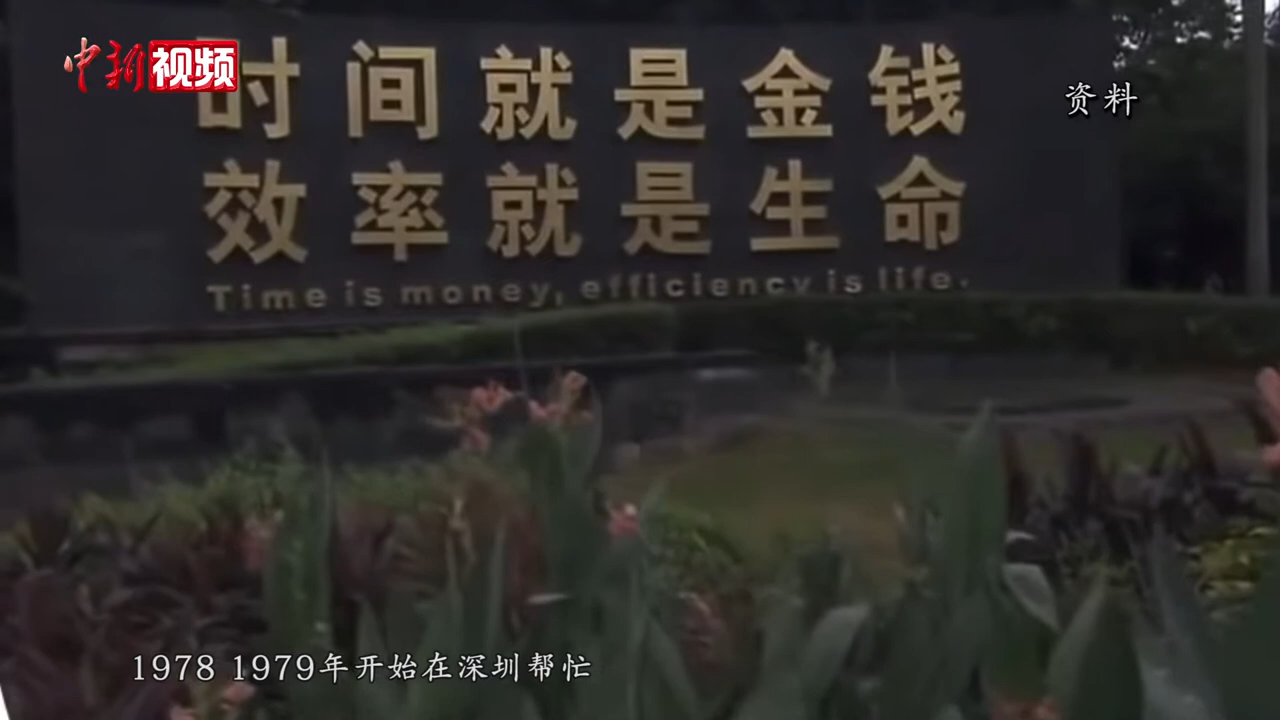 中新视频
时间就是金钱
资料
效率就是生命
Time is money, efficiency is life.
1978 1979年开始在深圳帮忙